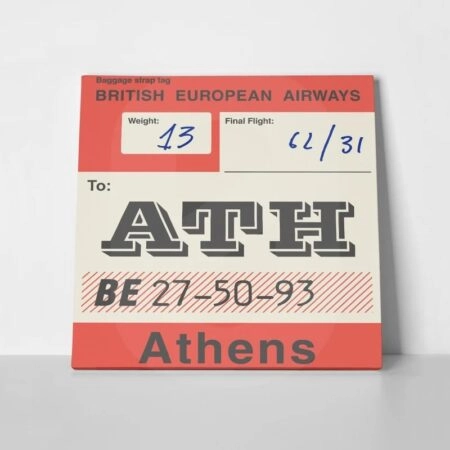 Baggage strap tag
BRITISH EUROPEAN AIRWAYS
Weight: 13
Final Flight: 62/31
To:
ATH
BE 27-50-93
Athens